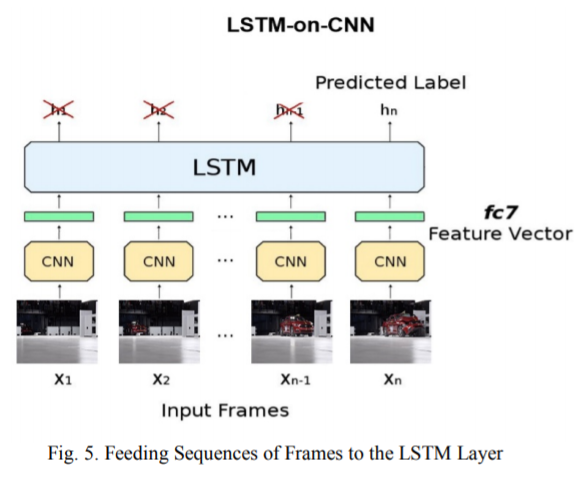 LSTM-on-CNN
Predicted Label
h1 h2 hn-1 hn
LSTM
... fc7
Feature Vector
CNN CNN ... CNN CNN
...
X1 X2 Xn-1 Xn
Input Frames
Fig. 5. Feeding Sequences of Frames to the LSTM Layer